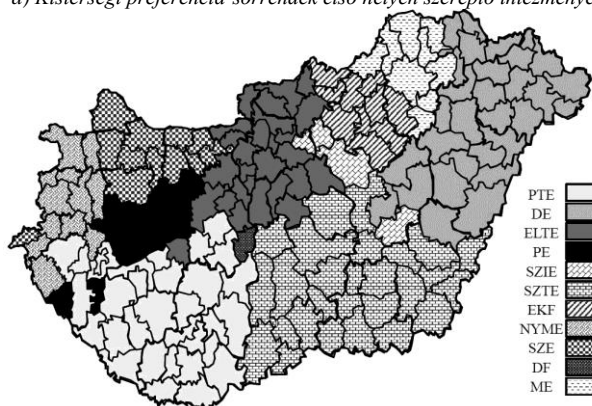 a) Kistérségi preferencia-sorrendek első helyén szereplő intézménye
PTE
DE
ELTE
PE
SZIE
SZTE
EKF
NYME
SZE
DF
ME